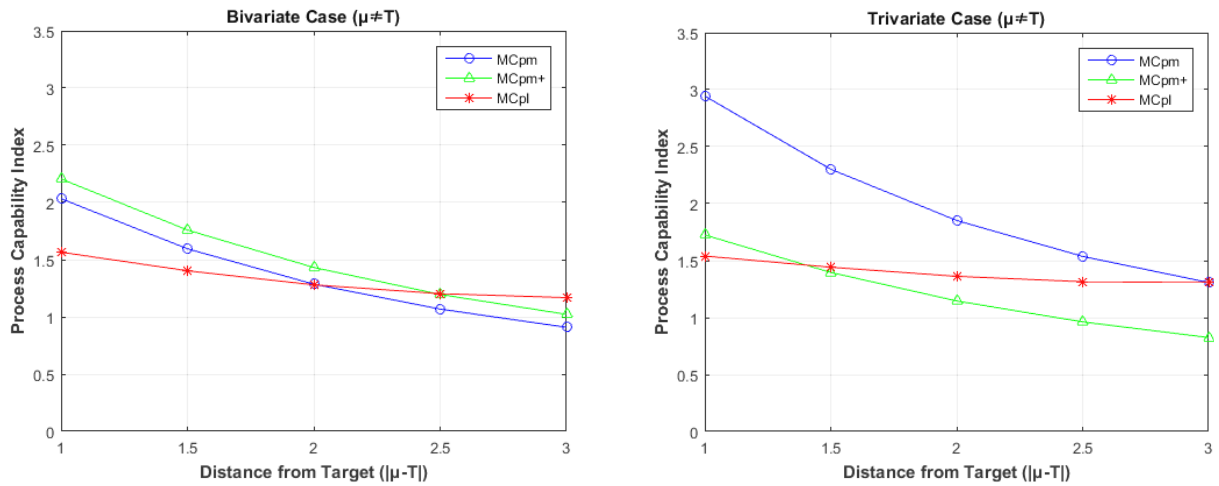 Bivariate Case (μ≠T)
3.5
3
2.5
2
1.5
1
0.5
0
Process Capability Index
MCpm
MCpm+
MCpl
1
1.5
2
2.5
3
Distance from Target (|μ-T|)
Trivariate Case (μ≠T)
3.5
3
2.5
2
1.5
1
0.5
0
Process Capability Index
MCpm
MCpm+
MCpl
1
1.5
2
2.5
3
Distance from Target (|μ-T|)